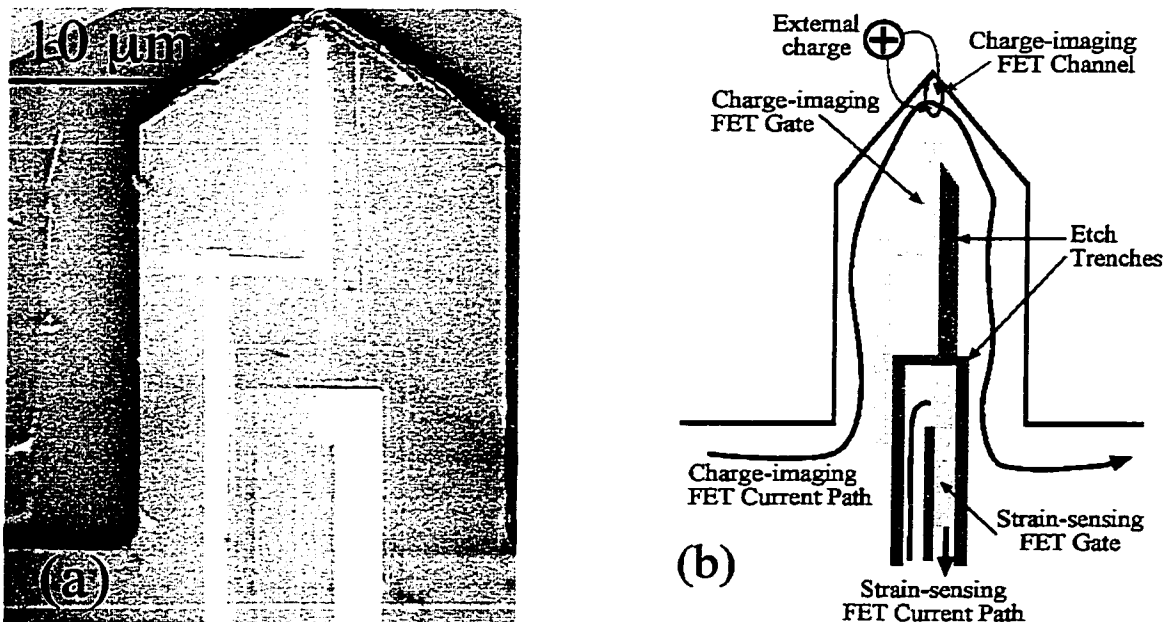 10 µm
(a)
External
charge
Charge-imaging
FET Channel
Charge-imaging
FET Gate
Etch
Trenches
Charge-imaging
FET Current Path
Strain-sensing
FET Gate
(b)
Strain-sensing
FET Current Path